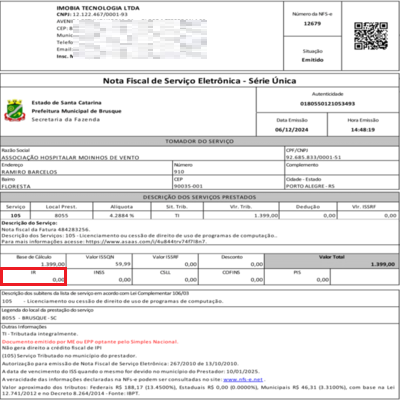 IMOBIA TECNOLOGIA LTDA
CNPJ: 12.122.467/0001-93
AVENI
CEP: 8
Munic
Telefo
Insc. M
Número da NFS-e
12679
Situação
Emitido
Nota Fiscal de Serviço Eletrônica - Série Única
Estado de Santa Catarina
Prefeitura Municipal de Brusque
Secretaria da Fazenda
Autenticidade
0180550121053493
Data Emissão Hora Emissão
06/12/2024 14:48:19
TOMADOR DO SERVIÇO
Razão Social CPF/CNPJ
ASSOCIAÇÃO HOSPITALAR MOINHOS DE VENTO 92.685.833/0001-51
Endereço Número Complemento
RAMIRO BARCELOS 910
Bairro CEP Cidade - Estado
FLORESTA 90035-001 PORTO ALEGRE - RS
DESCRIÇÃO DOS SERVIÇOS PRESTADOS
Serviço Local Prest. Alíquota Sit. Trib. Vlr. Trib. Dedução Vlr. ISSRF
105 8055 4.2884 % TI 1.399,00 0,00 0,00
Descrição do Serviço:
Nota fiscal da Fatura 484283256.
Descrição dos Serviços: 105 - Licenciamento ou cessão de direito de uso de programas de computação..
Para mais informações acesse:
Base de Cálculo Valor ISSQN Valor ISSRF Desconto Valor Total
1.399,00 59,99 0,00 0,00 1.399,00
IR INSS CSLL COFINS PIS
0,00 0,00 0,00 0,00 0,00
Descrição dos subitens da lista de serviço em acordo com Lei Complementar 106/03
105 - Licenciamento ou cessão de direito de uso de programas de computação.
Legenda do local da prestação do serviço
8055 - BRUSQUE - SC
Outras Informações
TI - Tributada integralmente.
Documento emitido por ME ou EPP optante pelo Simples Nacional.
Não gera direito a crédito fiscal de IPI
(105) Serviço Tributado no município do prestador.
Autorização para emissão de Nota Fiscal de Serviço Eletrônica: 267/2010 de 13/10/2010.
A data de vencimento do ISS quando o mesmo for devido no município do Prestador: 10/01/2025.
A veracidade das informações declaradas na NFS-e podem ser consultadas no site: www.nfs-e.net .
Valor aproximado dos tributos: Federais R$ 188,17 (13.4500%), Estaduais R$ 0,00 (0.0000%), Municipais R$ 46,31 (3.3100%), com base na Lei
12.741/2012 e no Decreto 8.264/2014 - Fonte: IBPT.